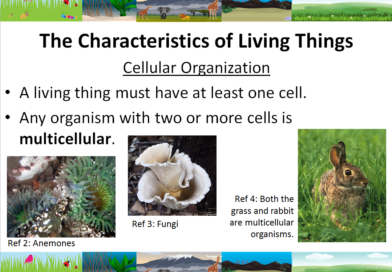 The Characteristics of Living Things
Cellular Organization
• A living thing must have at least one cell.
• Any organism with two or more cells is
multicellular.
Ref 2: Anemones
Ref 3: Fungi
Ref 4: Both the
grass and rabbit
are multicellular
organisms.